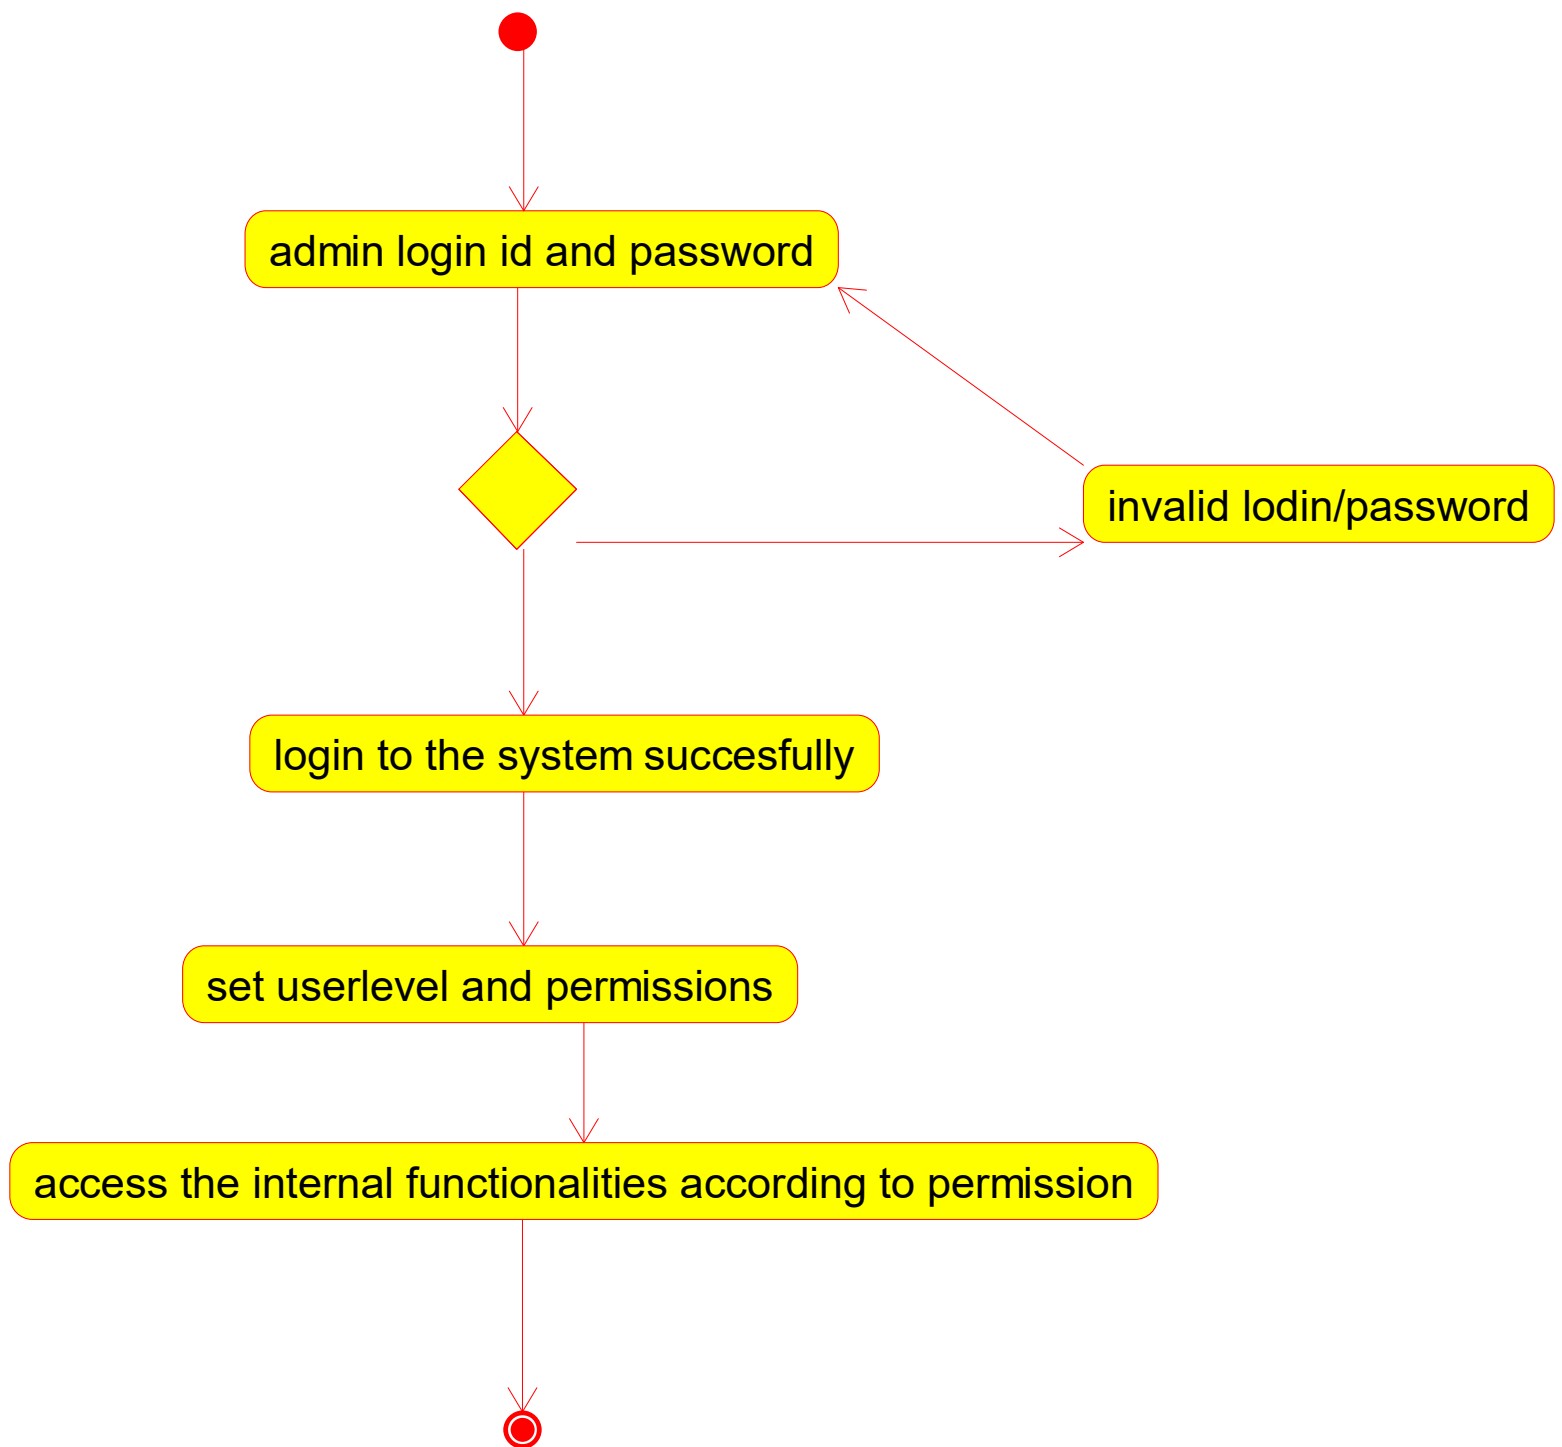 admin login id and password
invalid lodin/password
login to the system succesfully
set userlevel and permissions
access the internal functionalities according to permission